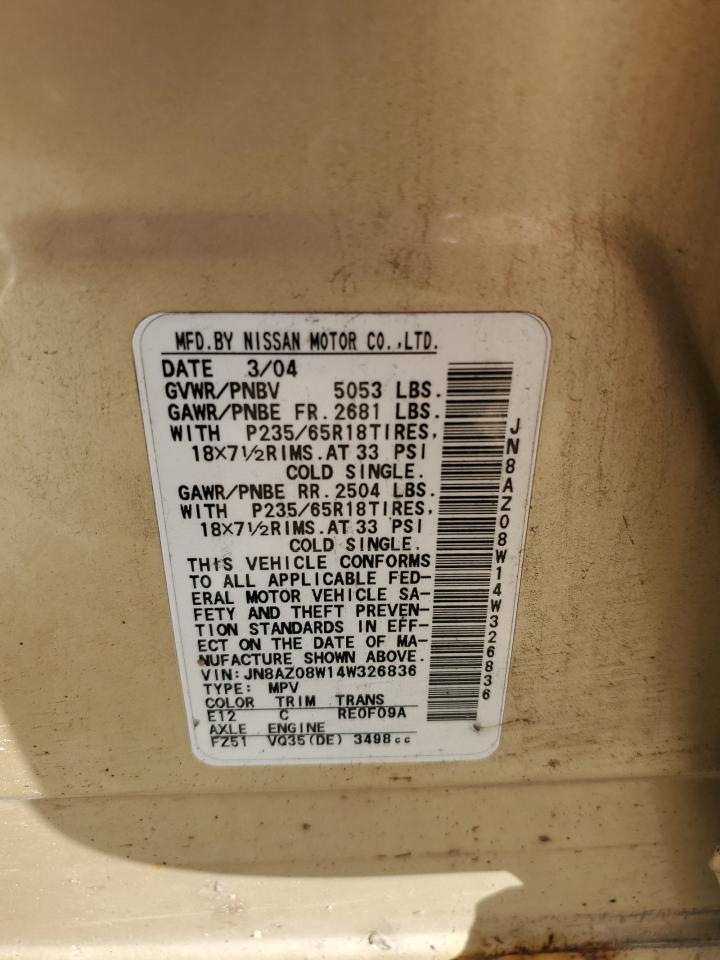 MFD.BY NISSAN MOTOR CO.,LTD.
DATE 3/04
GVWR/PNBV 5053 LBS.
GAWR/PNBE FR.2681 LBS.
WITH P235/65R18TIRES,
18×7½RIMS.AT 33 PSI
COLD SINGLE.
GAWR/PNBE RR.2504 LBS.
WITH P235/65R18TIRES,
18×7½RIMS.AT 33 PSI
COLD SINGLE.
THIS VEHICLE CONFORMS
TO ALL APPLICABLE FED-
ERAL MOTOR VEHICLE SA-
FETY AND THEFT PREVEN-
TION STANDARDS IN EFF-
ECT ON THE DATE OF MA-
NUFACTURE SHOWN ABOVE.
VIN:JN8AZ08W14W326836
TYPE: MPV
COLOR TRIM TRANS
E12 C RE0F09A
AXLE ENGINE
FZ51 VQ35(DE) 3498cc
JN8AZ08W14W326836